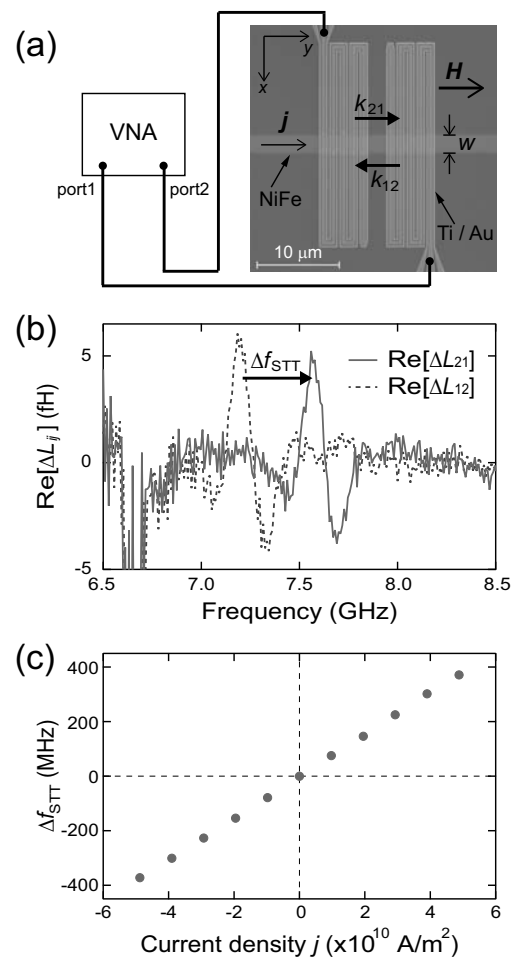 (a)
VNA
port1
port2
x
y
H
k21
j
k12
w
NiFe
Ti / Au
10 μm
(b)
ΔfSTT
Re[ΔL21]
Re[ΔL12]
Re[ΔLij] (fH)
5
0
-5
6.5 7.0 7.5 8.0 8.5
Frequency (GHz)
(c)
ΔfSTT (MHz)
400
200
0
-200
-400
-6 -4 -2 0 2 4 6
Current density j (x10^10 A/m^2)